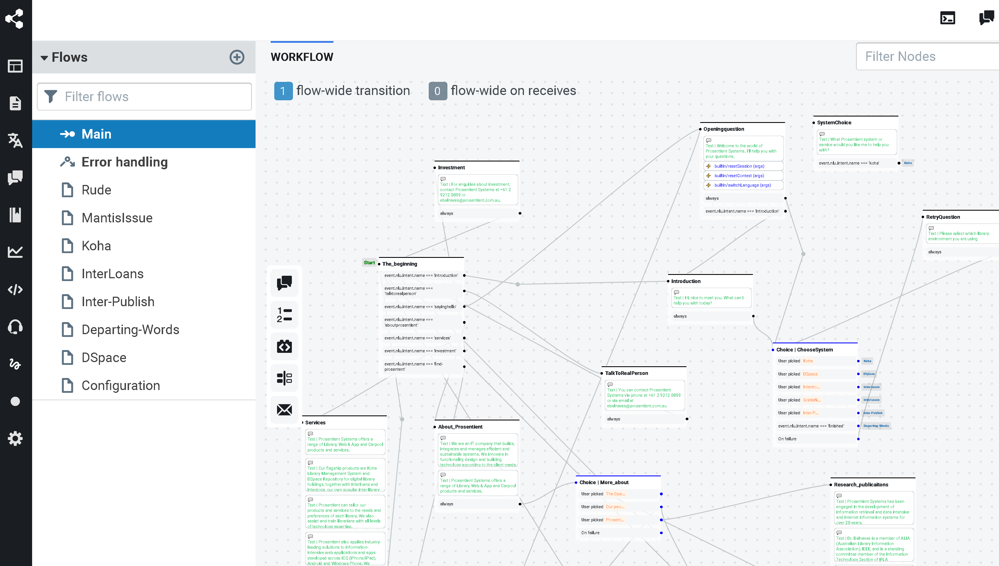 Flows
Filter flows
Main
Error handling
Rude
MantisIssue
Koha
InterLoans
Inter-Publish
Departing-Words
DSpace
Configuration
WORKFLOW
Filter Nodes
1 flow-wide transition
0 flow-wide on receives
Investment
Text | For enquiries about investment,
contact Prosentient Systems at +61 2
9212 0899 or
ebalnaves@prosentient.com.au.
always
Openingquestion
Text | Welcome to the world of
Prosentient Systems. I'll help you with
your questions.
builtin/resetSession (args)
builtin/resetContext (args)
builtin/switchLanguage (args)
always
event.nlu.intent.name === 'introduction'
SystemChoice
Text | What Prosentient system or
service would you like me to help you
with?
event.nlu.intent.name === 'koha'
Koha
RetryQuestion
Text | Please select which library
environment you are using
always
Start
The_beginning
event.nlu.intent.name === 'introduction'
event.nlu.intent.name ===
'talktorealperson'
event.nlu.intent.name === 'sayinghello'
event.nlu.intent.name ===
'aboutprosentient'
event.nlu.intent.name === 'services'
event.nlu.intent.name === 'investment'
event.nlu.intent.name === 'find-
prosentent'
Introduction
Text | Hi, nice to meet you. What can I
help you with today?
always
TalkToRealPerson
Text | You can contact Prosentient
Systems via phone at +61 2 9212 0899
or via email at
ebalnaves@prosentient.com.au
always
Choice | ChooseSystem
User picked Koha
Koha
User picked DSpace
DSpace
User picked Interdo...
InterLoans
User picked GratisN...
InterLoans
User picked Inter-P...
Inter-Publish
event.nlu.intent.name === 'finished'
Departing-Words
On failure
Services
Text | Prosentient Systems offers a
range of Library, Web & App and Carpool
products and services.
Text | Our flagship products are Koha
Library Management System and
DSpace Repository for digital library
holdings, together with Interloans and
Interdocs, our own popular inter-library
Text | Prosentient can tailor our
products and services to the needs and
preferences of each library. We also
assist and train librarians with all levels
of technology expertise.
Text | Prosentient also applies industry-
leading solutions to information-
intensive web applications and apps
developed across IOS (iPhone/iPad),
Android and Windows Phone. We
About_Prosentient
Text | We are an IT company that builds,
integrates and manages efficient and
sustainable systems. We innovate in
functionality, design and building
technology according to the client needs
Text | Prosentient Systems offers a
range of Library, Web & App and Carpool
products and services.
always
Choice | More_about
User picked The Ope...
User picked Our peo...
User picked Prosent...
On failure
Research_publicaitons
Text | Prosentient Systems has been
engaged in the development of
information retrieval and data intensive
and internet information systems for
over 20 years.
Text | Dr. Balnaves is a member of ALIA
(Australian Library Information
Association), IEEE, and is a standing
committee member of the Information
Technology Section of IFLA